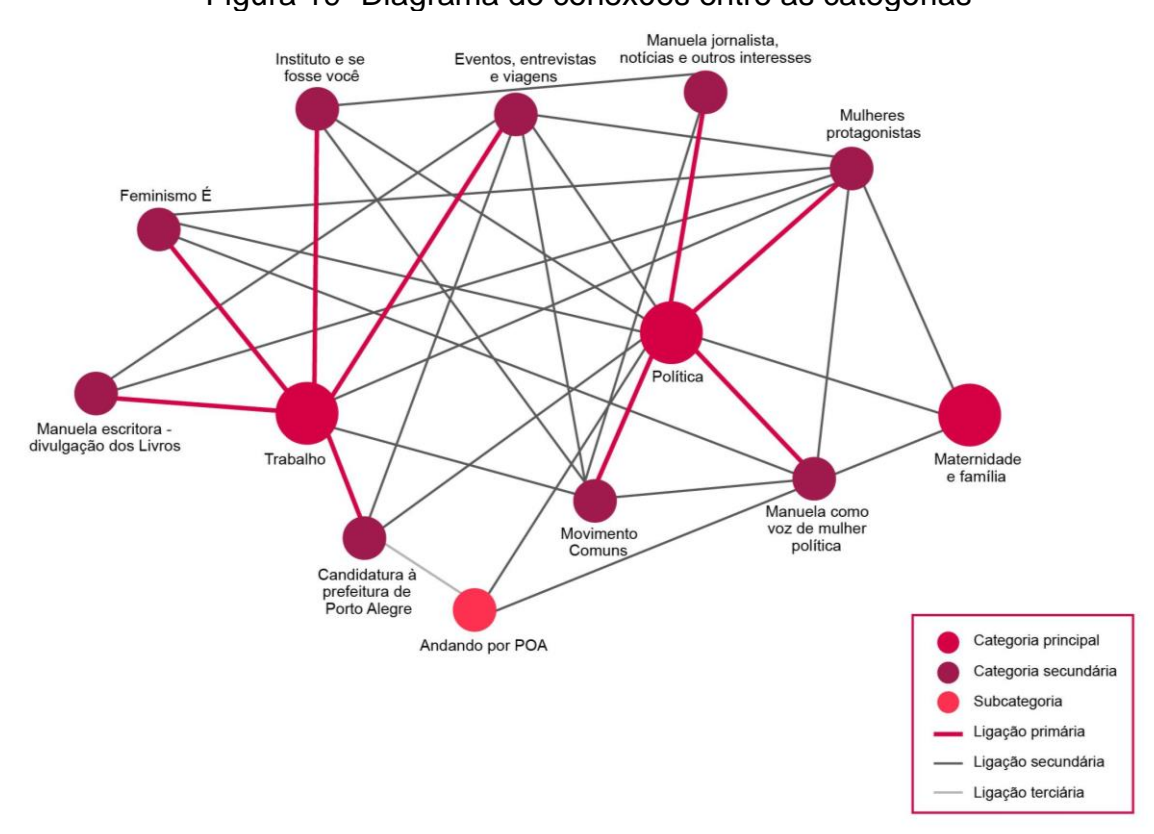 Figura 10- Diagrama de conexões entre as categorias
Instituto e se
fosse você
Eventos, entrevistas
e viagens
Manuela jornalista,
notícias e outros interesses
Mulheres
protagonistas
Feminismo É
Política
Manuela escritora -
divulgação dos Livros
Trabalho
Maternidade
e família
Movimento
Comuns
Manuela como
voz de mulher
política
Candidatura à
prefeitura de
Porto Alegre
Andando por POA
Categoria principal
Categoria secundária
Subcategoria
Ligação primária
Ligação secundária
Ligação terciária